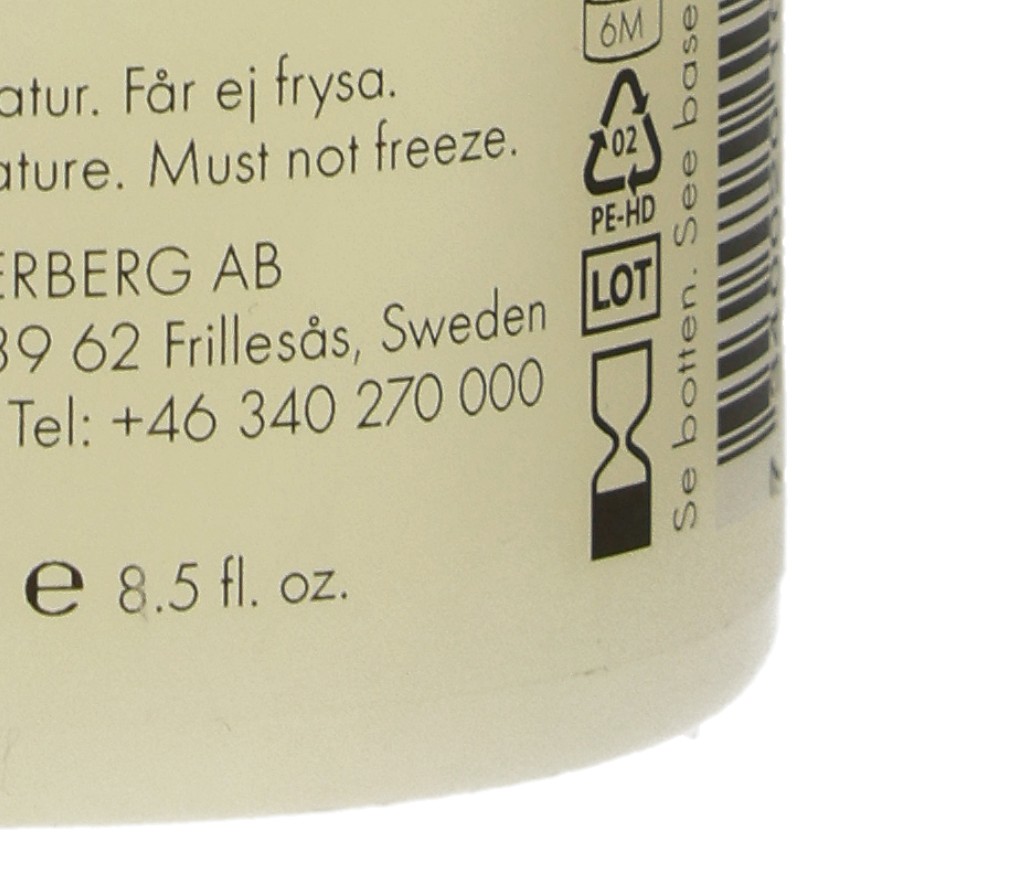 atur. Får ej frysa.
ature. Must not freeze.
ERBERG AB
39 62 Frillesås, Sweden
Tel: +46 340 270 000
e 8.5 fl. oz.
6M
02
PE-HD
LOT
Se botten. See base